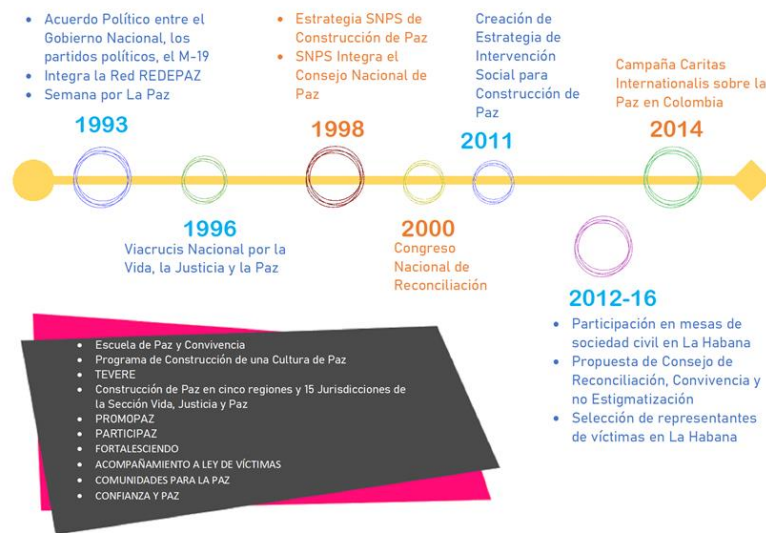 • Acuerdo Político entre el
Gobierno Nacional, los
partidos políticos, el M-19
• Integra la Red REDEPAZ
• Semana por La Paz
1993
1996
Viacrucis Nacional por la
Vida, la Justicia y la Paz
• Estrategia SNPS de
Construcción de Paz
• SNPS Integra el
Consejo Nacional de
Paz
1998
2000
Congreso
Nacional de
Reconciliación
Creación de
Estrategia de
Intervención
Social para
Construcción de
Paz
2011
2012-16
• Participación en mesas de
sociedad civil en La Habana
• Propuesta de Consejo de
Reconciliación, Convivencia y
no Estigmatización
• Selección de representantes
de víctimas en La Habana
Campaña Caritas
Internationalis sobre la
Paz en Colombia
2014
• Escuela de Paz y Convivencia
• Programa de Construcción de una Cultura de Paz
• TEVERE
• Construcción de Paz en cinco regiones y 15 Jurisdicciones de
la Sección Vida, Justicia y Paz
• PROMOPAZ
• PARTICIPAZ
• FORTALESCIENDO
• ACOMPAÑAMIENTO A LEY DE VÍCTIMAS
• COMUNIDADES PARA LA PAZ
• CONFIANZA Y PAZ